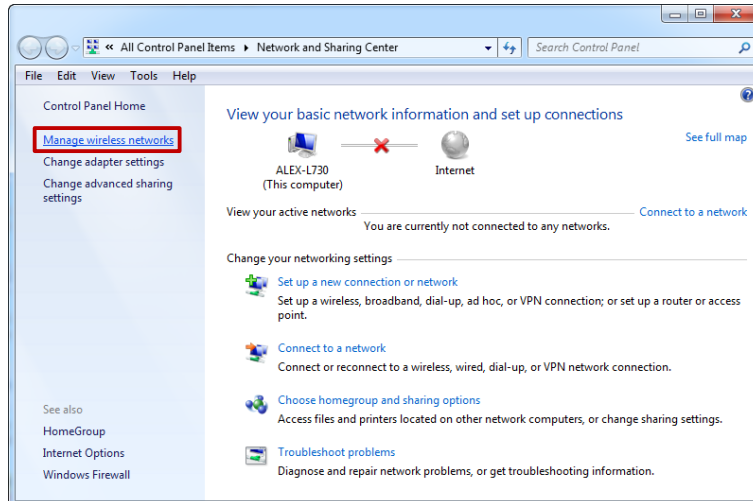 « All Control Panel Items ▸ Network and Sharing Center
Search Control Panel
File Edit View Tools Help
Control Panel Home
Manage wireless networks
Change adapter settings
Change advanced sharing
settings
See also
HomeGroup
Internet Options
Windows Firewall
View your basic network information and set up connections
See full map
ALEX-L730
(This computer)
Internet
View your active networks
Connect to a network
You are currently not connected to any networks.
Change your networking settings
Set up a new connection or network
Set up a wireless, broadband, dial-up, ad hoc, or VPN connection; or set up a router or access
point.
Connect to a network
Connect or reconnect to a wireless, wired, dial-up, or VPN network connection.
Choose homegroup and sharing options
Access files and printers located on other network computers, or change sharing settings.
Troubleshoot problems
Diagnose and repair network problems, or get troubleshooting information.